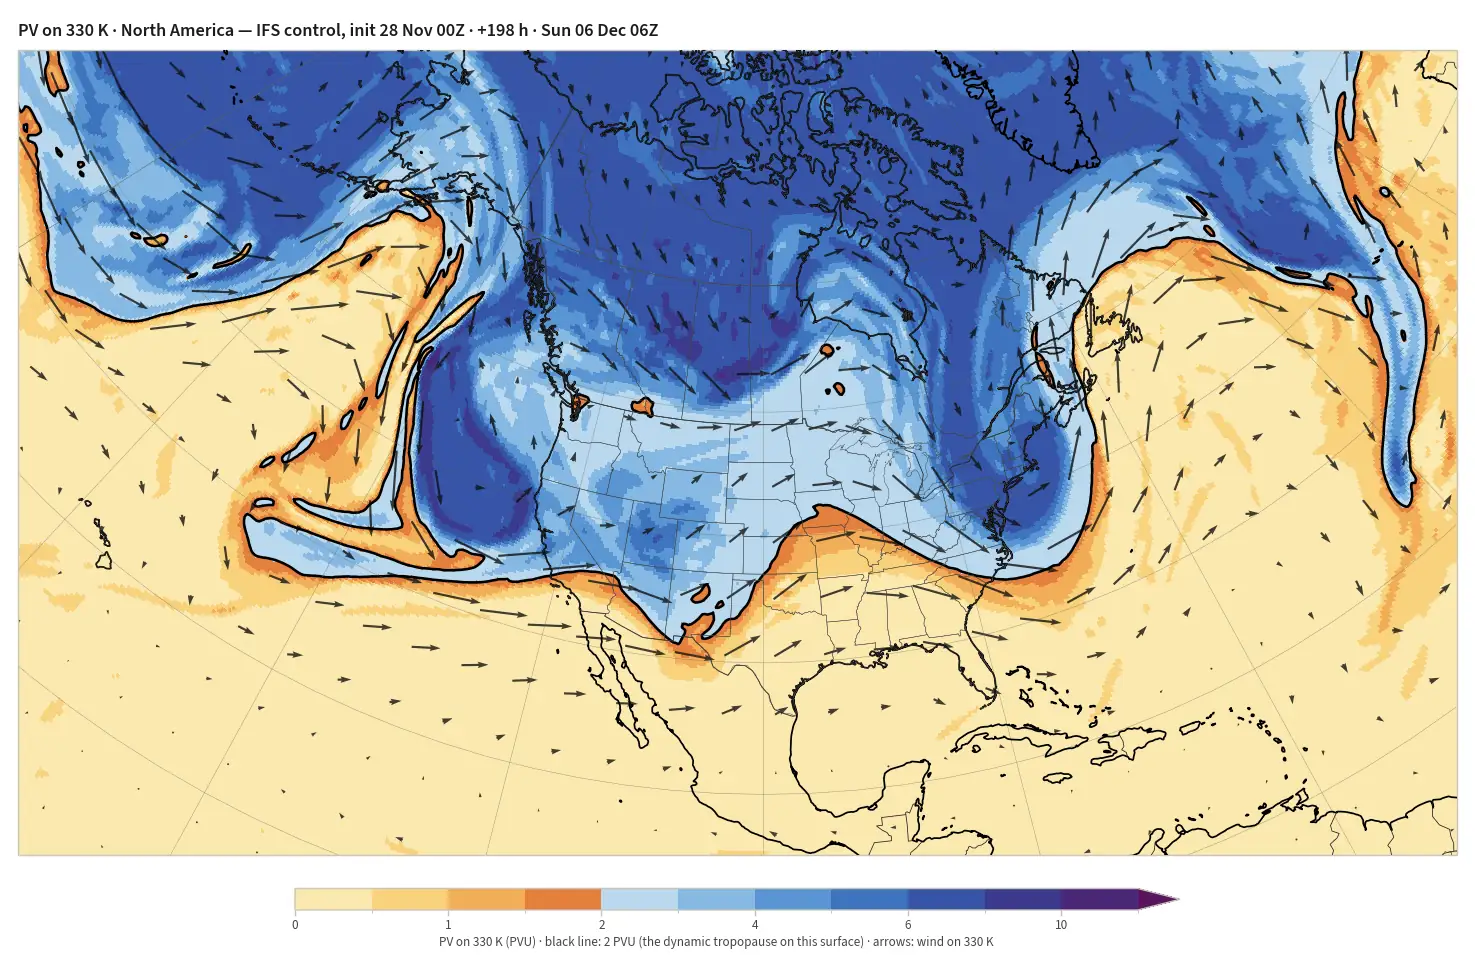 PV on 330 K · North America — IFS control, init 28 Nov 00Z · +198 h · Sun 06 Dec 06Z
0 1 2 4 6 10
PV on 330 K (PVU) · black line: 2 PVU (the dynamic tropopause on this surface) · arrows: wind on 330 K